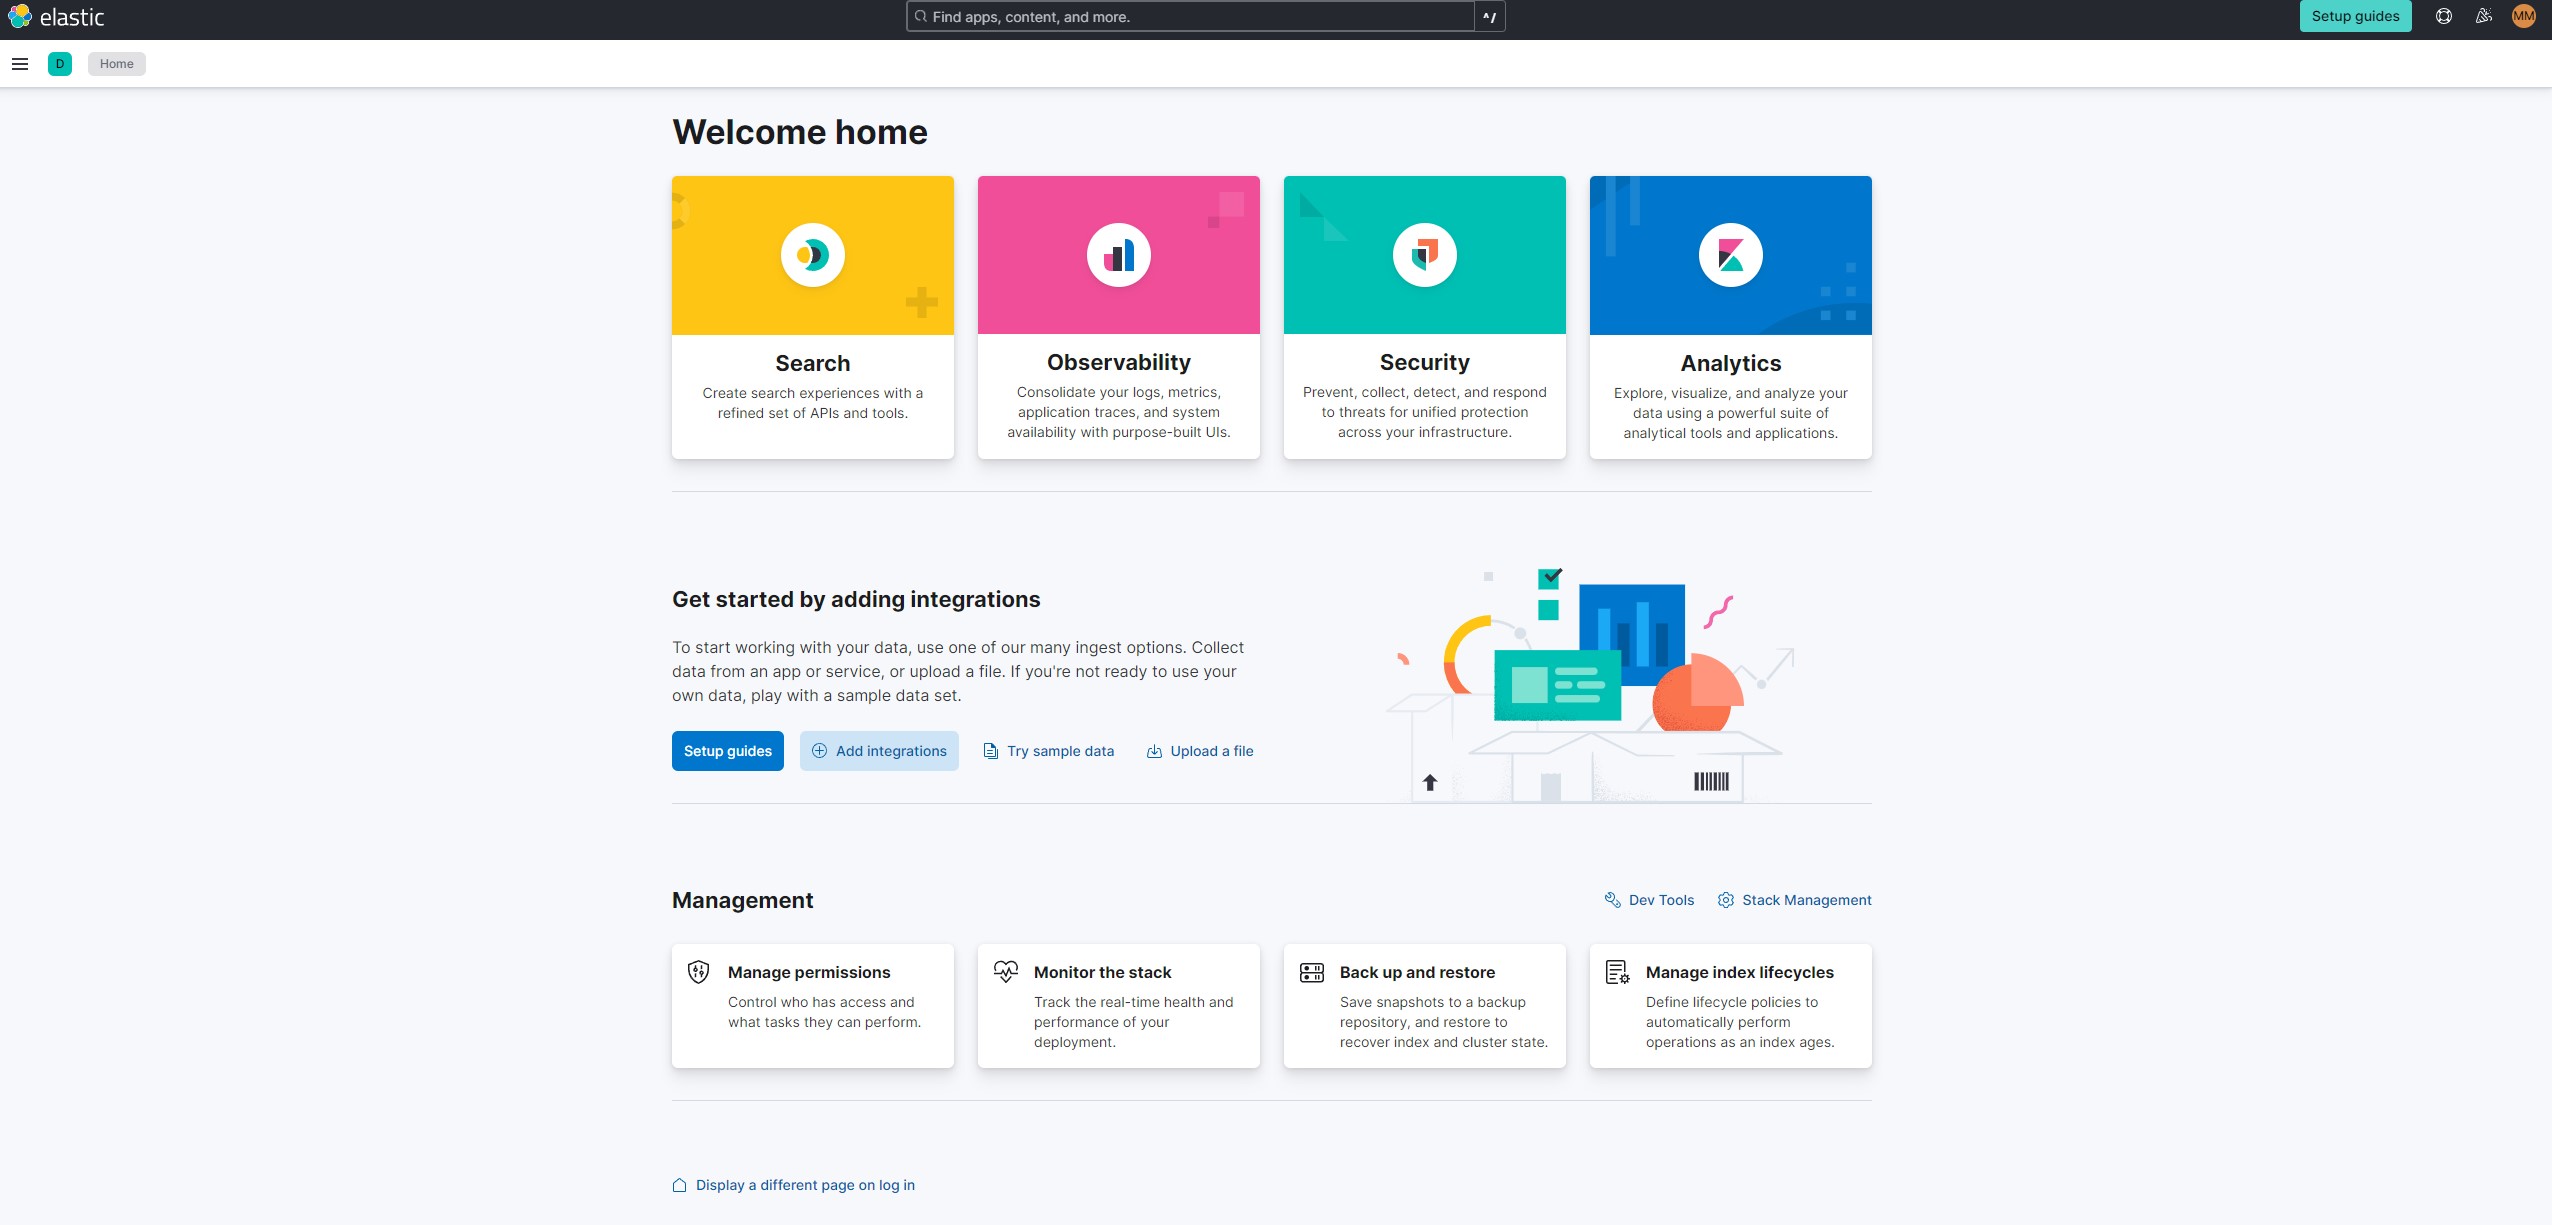 elastic
Find apps, content, and more.
^/
Setup guides
MM
D
Home
Welcome home
Search
Create search experiences with a
refined set of APIs and tools.
Observability
Consolidate your logs, metrics,
application traces, and system
availability with purpose-built UIs.
Security
Prevent, collect, detect, and respond
to threats for unified protection
across your infrastructure.
Analytics
Explore, visualize, and analyze your
data using a powerful suite of
analytical tools and applications.
Get started by adding integrations
To start working with your data, use one of our many ingest options. Collect
data from an app or service, or upload a file. If you're not ready to use your
own data, play with a sample data set.
Setup guides
Add integrations
Try sample data
Upload a file
Management
Dev Tools
Stack Management
Manage permissions
Control who has access and
what tasks they can perform.
Monitor the stack
Track the real-time health and
performance of your
deployment.
Back up and restore
Save snapshots to a backup
repository, and restore to
recover index and cluster state.
Manage index lifecycles
Define lifecycle policies to
automatically perform
operations as an index ages.
Display a different page on log in